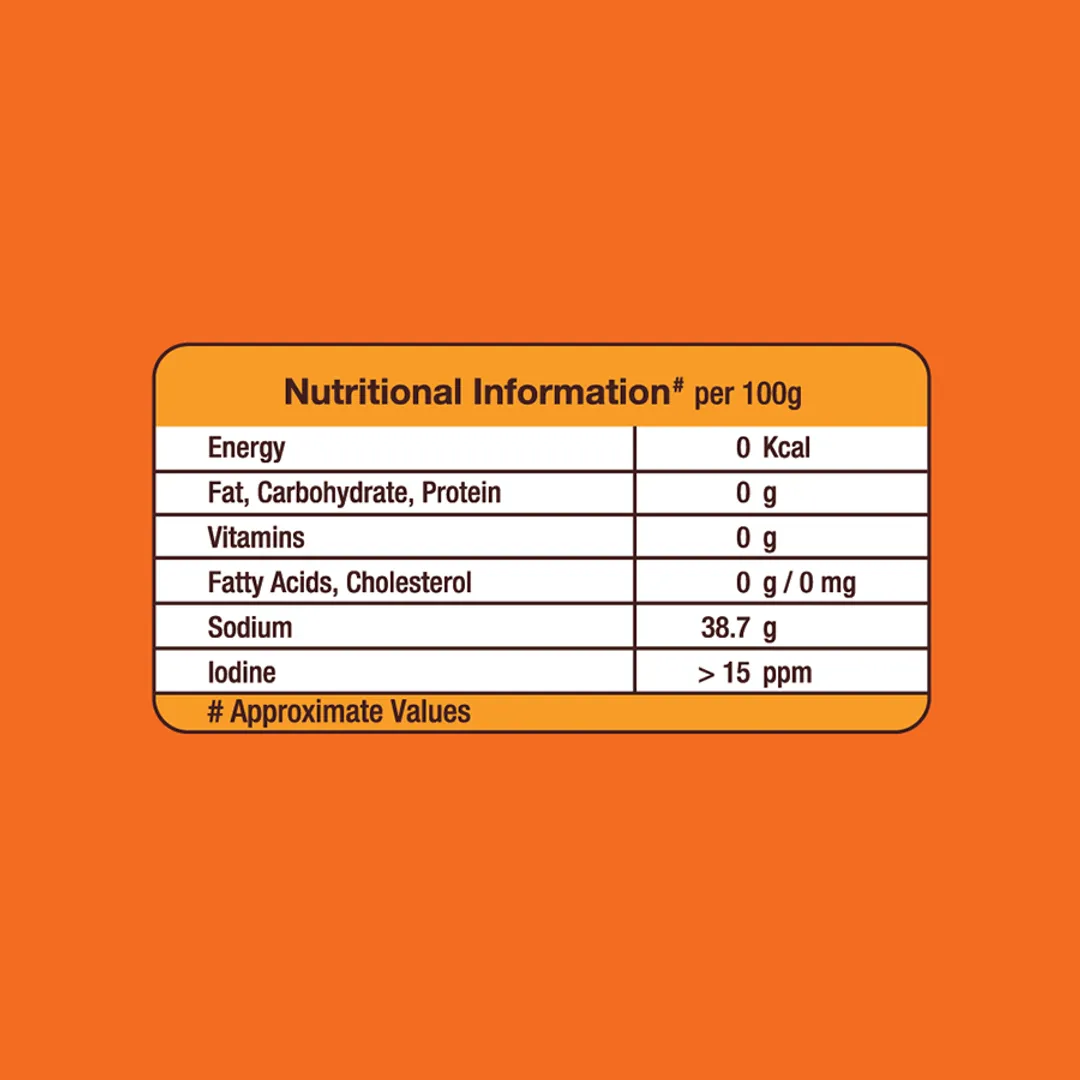 Nutritional Information# per 100g
Energy 0 Kcal
Fat, Carbohydrate, Protein 0 g
Vitamins 0 g
Fatty Acids, Cholesterol 0 g / 0 mg
Sodium 38.7 g
Iodine > 15 ppm
# Approximate Values